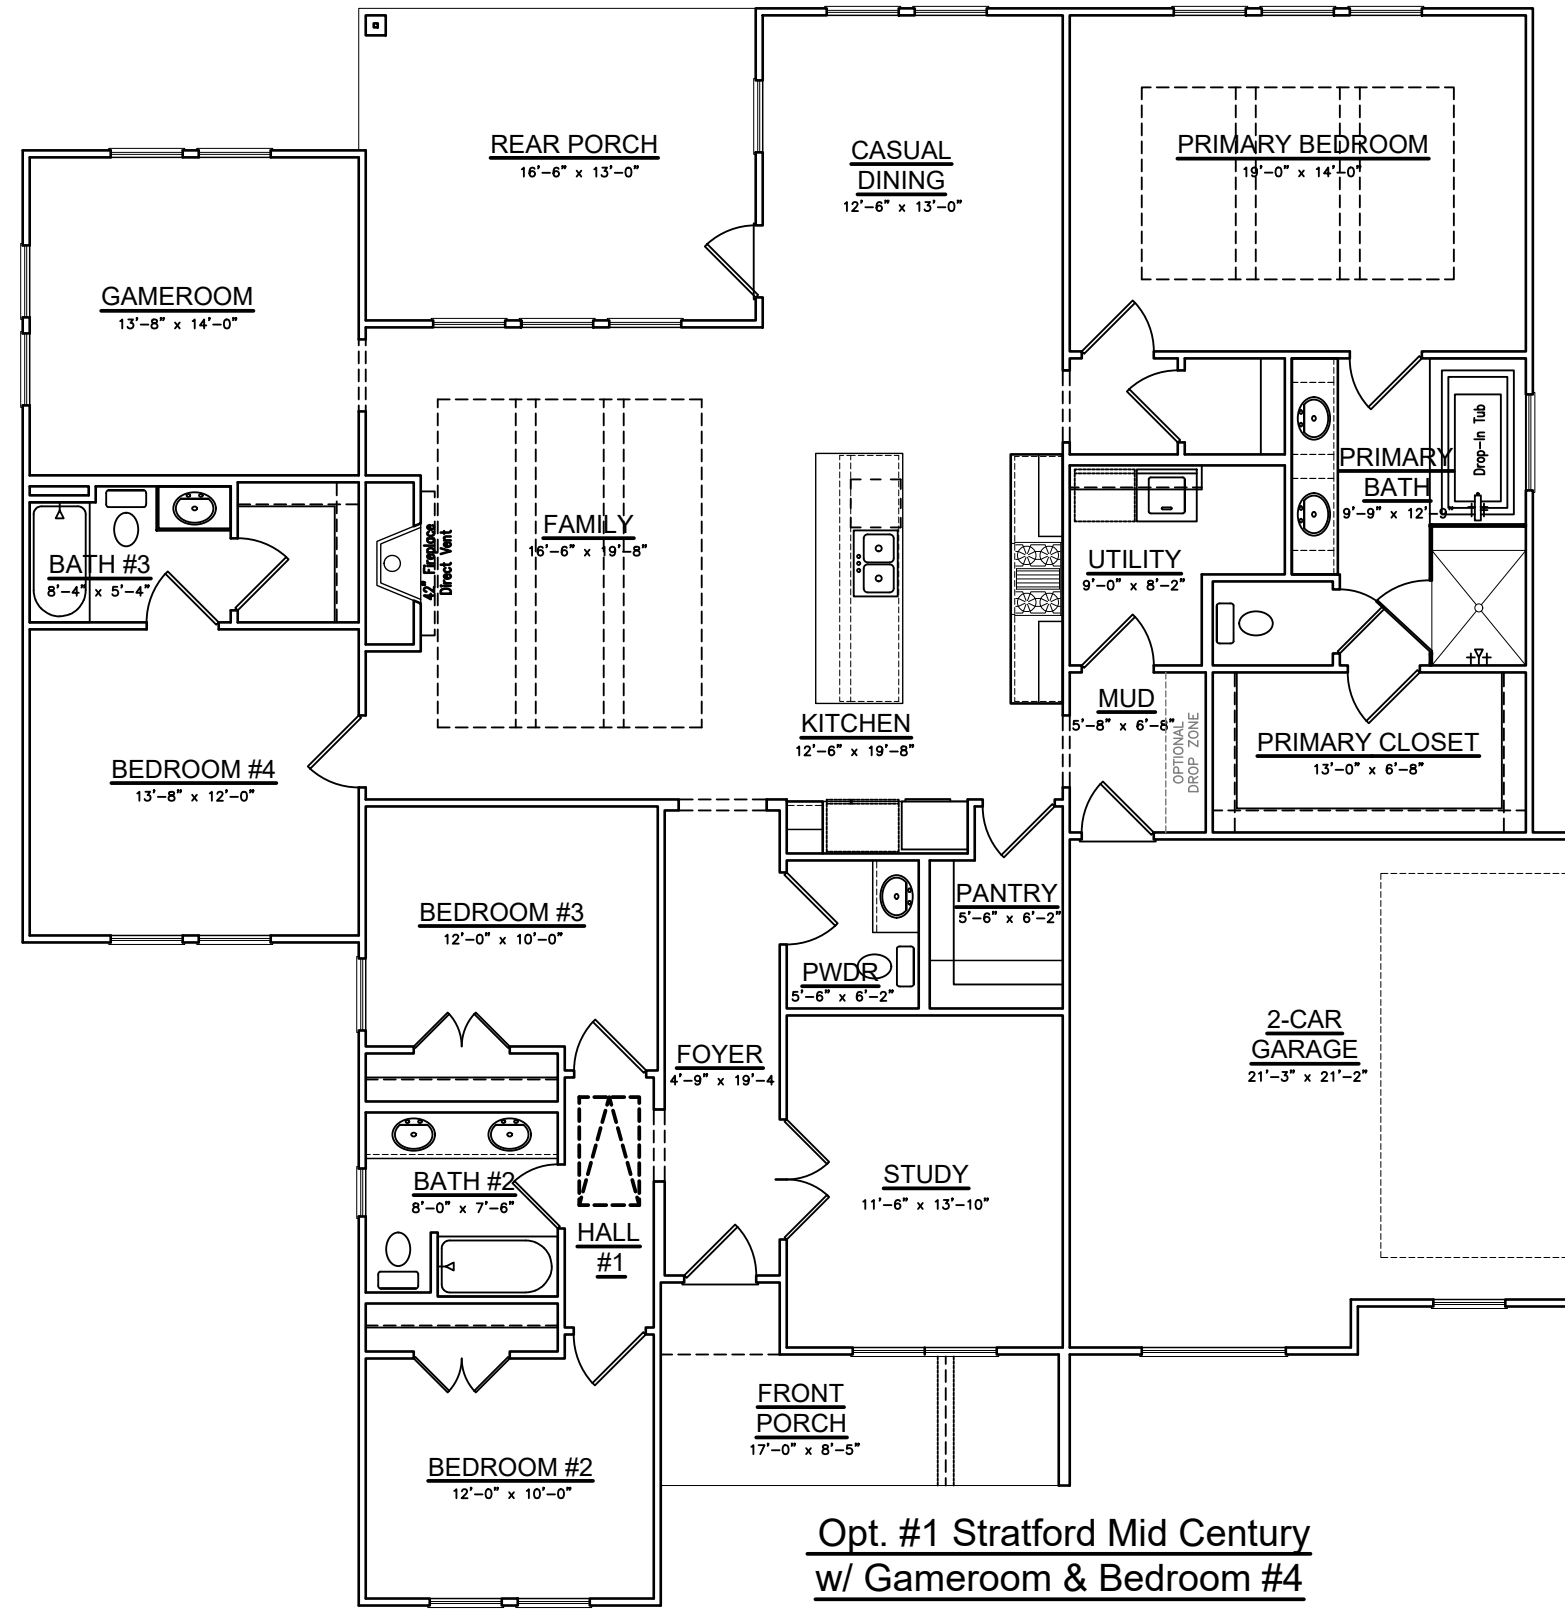 REAR PORCH
16'-6" x 13'-0"
CASUAL
DINING
12'-6" x 13'-0"
PRIMARY BEDROOM
19'-0" x 14'-0"
GAMEROOM
13'-8" x 14'-0"
FAMILY
16'-6" x 19'-8"
42" Fireplace
Direct Vent
PRIMARY
BATH
9'-9" x 12'-9"
Drop-In Tub
BATH #3
8'-4" x 5'-4"
UTILITY
9'-0" x 8'-2"
KITCHEN
12'-6" x 19'-8"
MUD
5'-8" x 6'-8"
OPTIONAL
DROP ZONE
PRIMARY CLOSET
13'-0" x 6'-8"
BEDROOM #4
13'-8" x 12'-0"
BEDROOM #3
12'-0" x 10'-0"
PANTRY
5'-6" x 6'-2"
PWDR
5'-6" x 6'-2"
FOYER
4'-9" x 19'-4
2-CAR
GARAGE
21'-3" x 21'-2"
BATH #2
8'-0" x 7'-6"
HALL
#1
STUDY
11'-6" x 13'-10"
FRONT
PORCH
17'-0" x 8'-5"
BEDROOM #2
12'-0" x 10'-0"
Opt. #1 Stratford Mid Century
w/ Gameroom & Bedroom #4